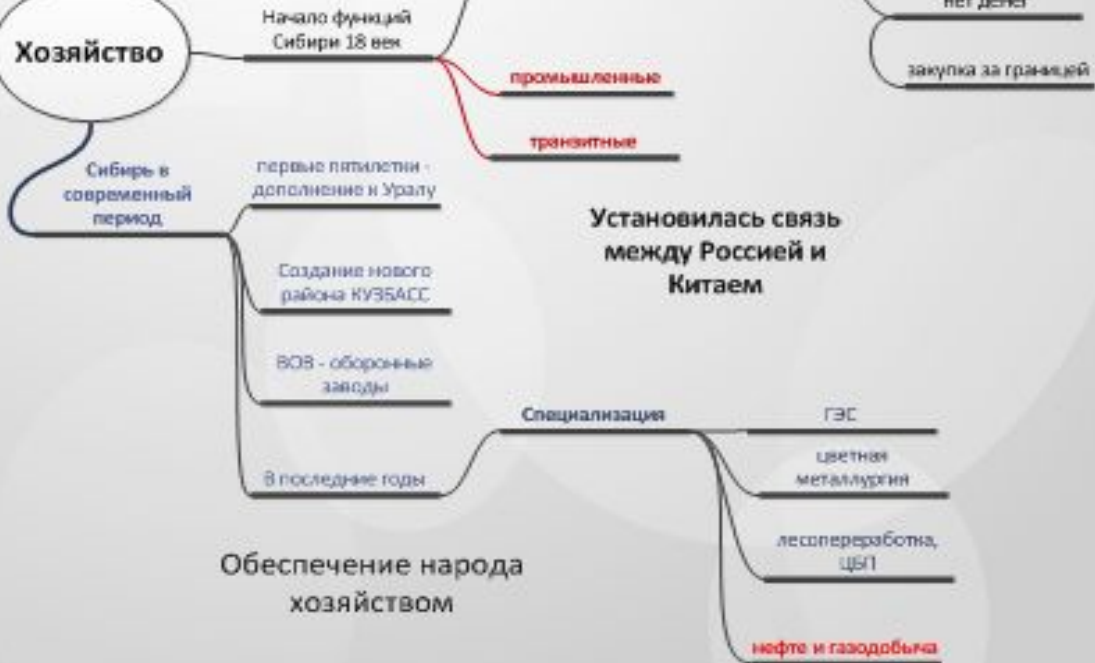 нет денег
Начало функций
Сибири 18 век
Хозяйство
закупка за границей
промышленные
транзитные
Сибирь в
современный
период
первые пятилетки -
дополнение к Уралу
Установилась связь
между Россией и
Китаем
Создание нового
района КУЗБАСС
ВОВ - оборонные
заводы
Специализация
ГЭС
цветная
металлургия
В последние годы
лесопереработка,
ЦБП
Обеспечение народа
хозяйством
нефте и газодобыча